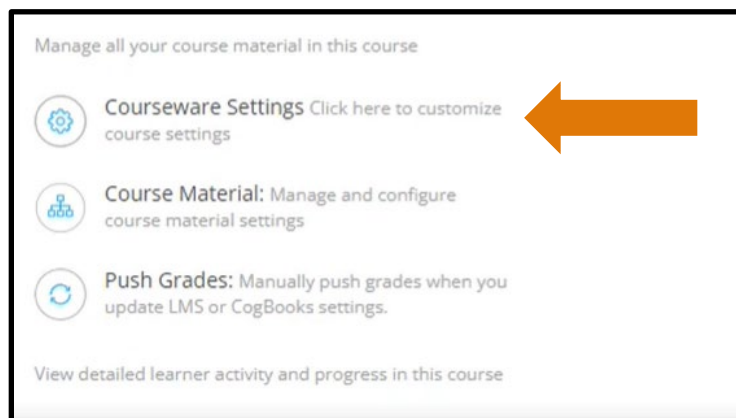 Manage all your course material in this course
Courseware Settings Click here to customize
course settings
Course Material: Manage and configure
course material settings
Push Grades: Manually push grades when you
update LMS or CogBooks settings.
View detailed learner activity and progress in this course